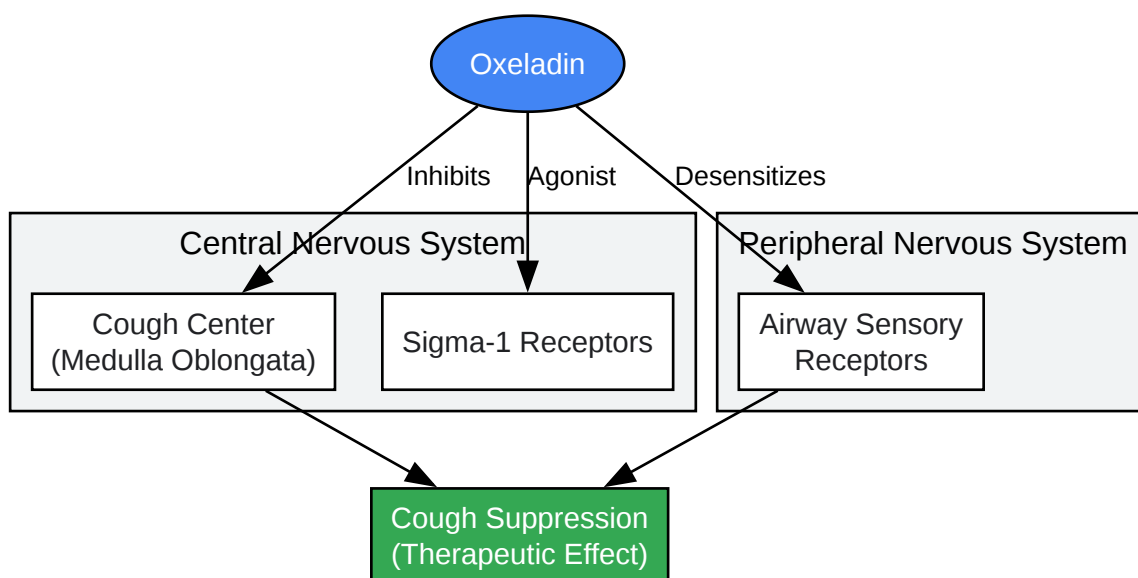 Oxeladin
Inhibits
Agonist
Desensitizes
Central Nervous System
Peripheral Nervous System
Cough Center
(Medulla Oblongata)
Sigma-1 Receptors
Airway Sensory
Receptors
Cough Suppression
(Therapeutic Effect)